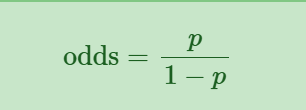 odds = p / (1 − p)